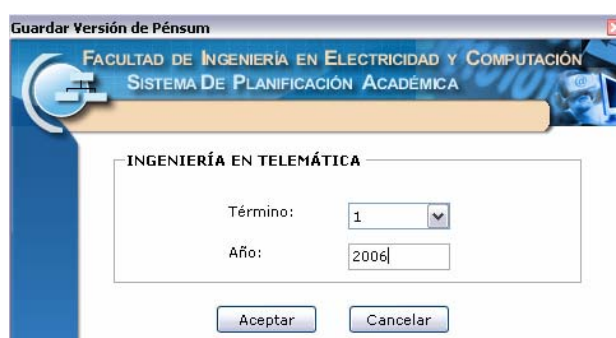 Guardar Versión de Pénsum
FACULTAD DE INGENIERÍA EN ELECTRICIDAD Y COMPUTACIÓN
SISTEMA DE PLANIFICACIÓN ACADÉMICA
INGENIERÍA EN TELEMÁTICA
Término: 1
Año: 2006
Aceptar Cancelar